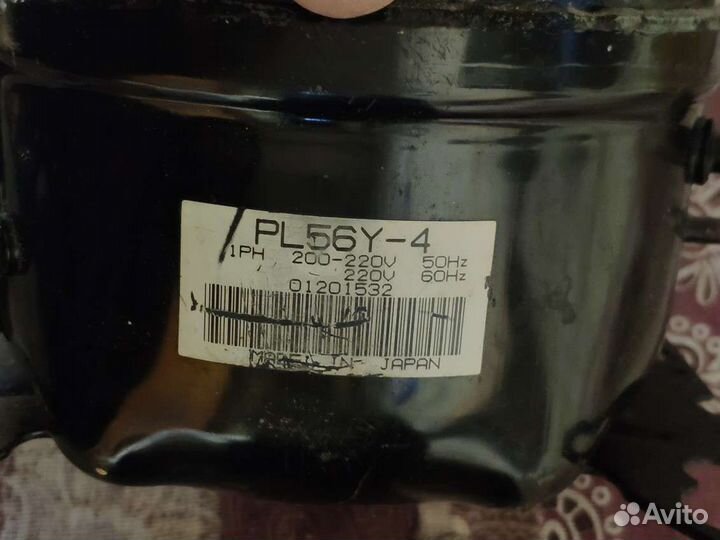 PL56Y-4
1PH 200-220V 50Hz
220V 60Hz
01201532
MADE IN JAPAN
Avito